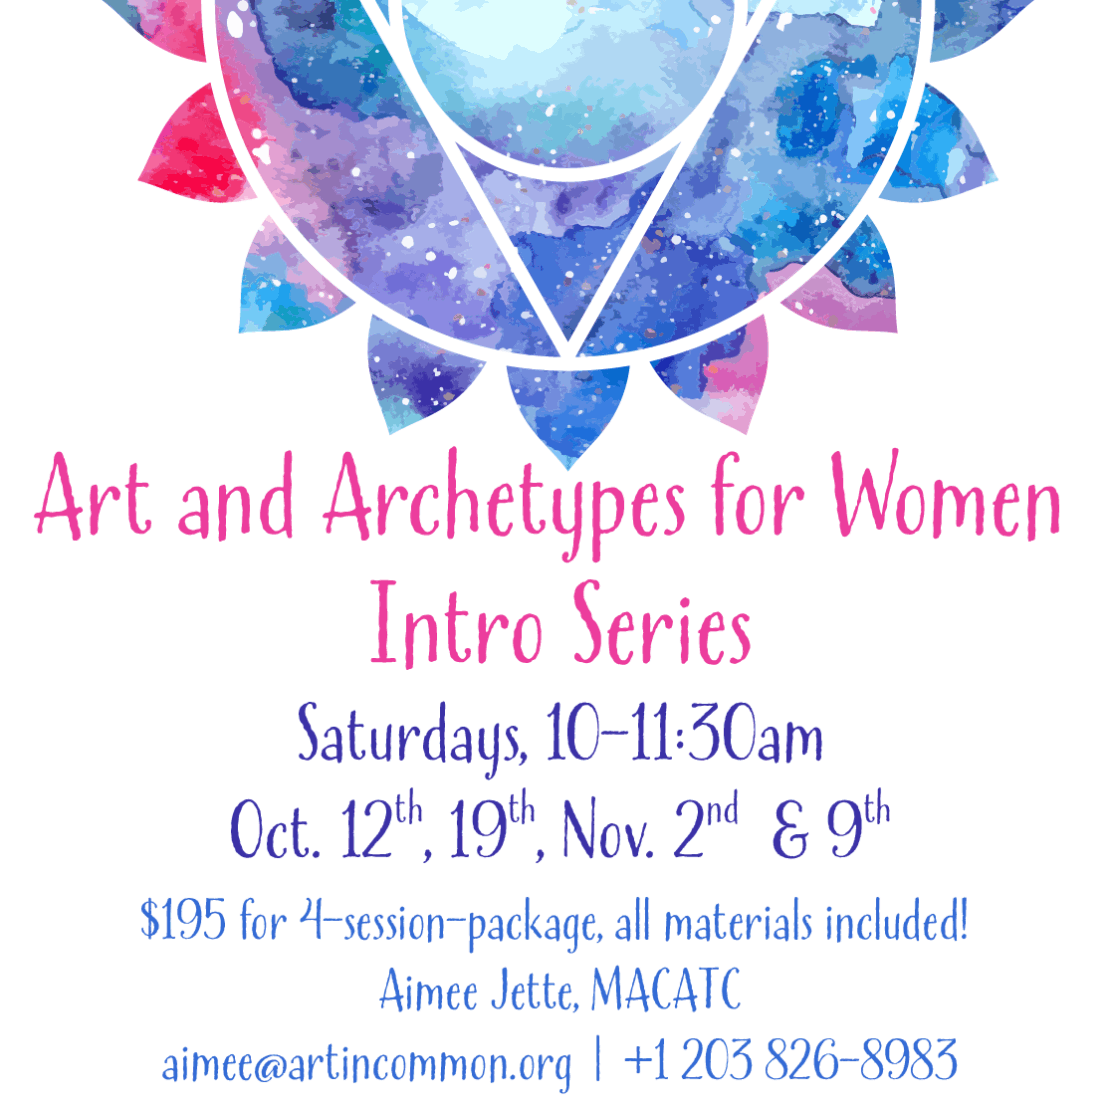 Art and Archetypes for Women
Intro Series
Saturdays, 10-11:30am
Oct. 12th, 19th, Nov. 2nd & 9th
$195 for 4-session-package, all materials included!
Aimee Jette, MACATC
aimee@artincommon.org | +1 203 826-8983